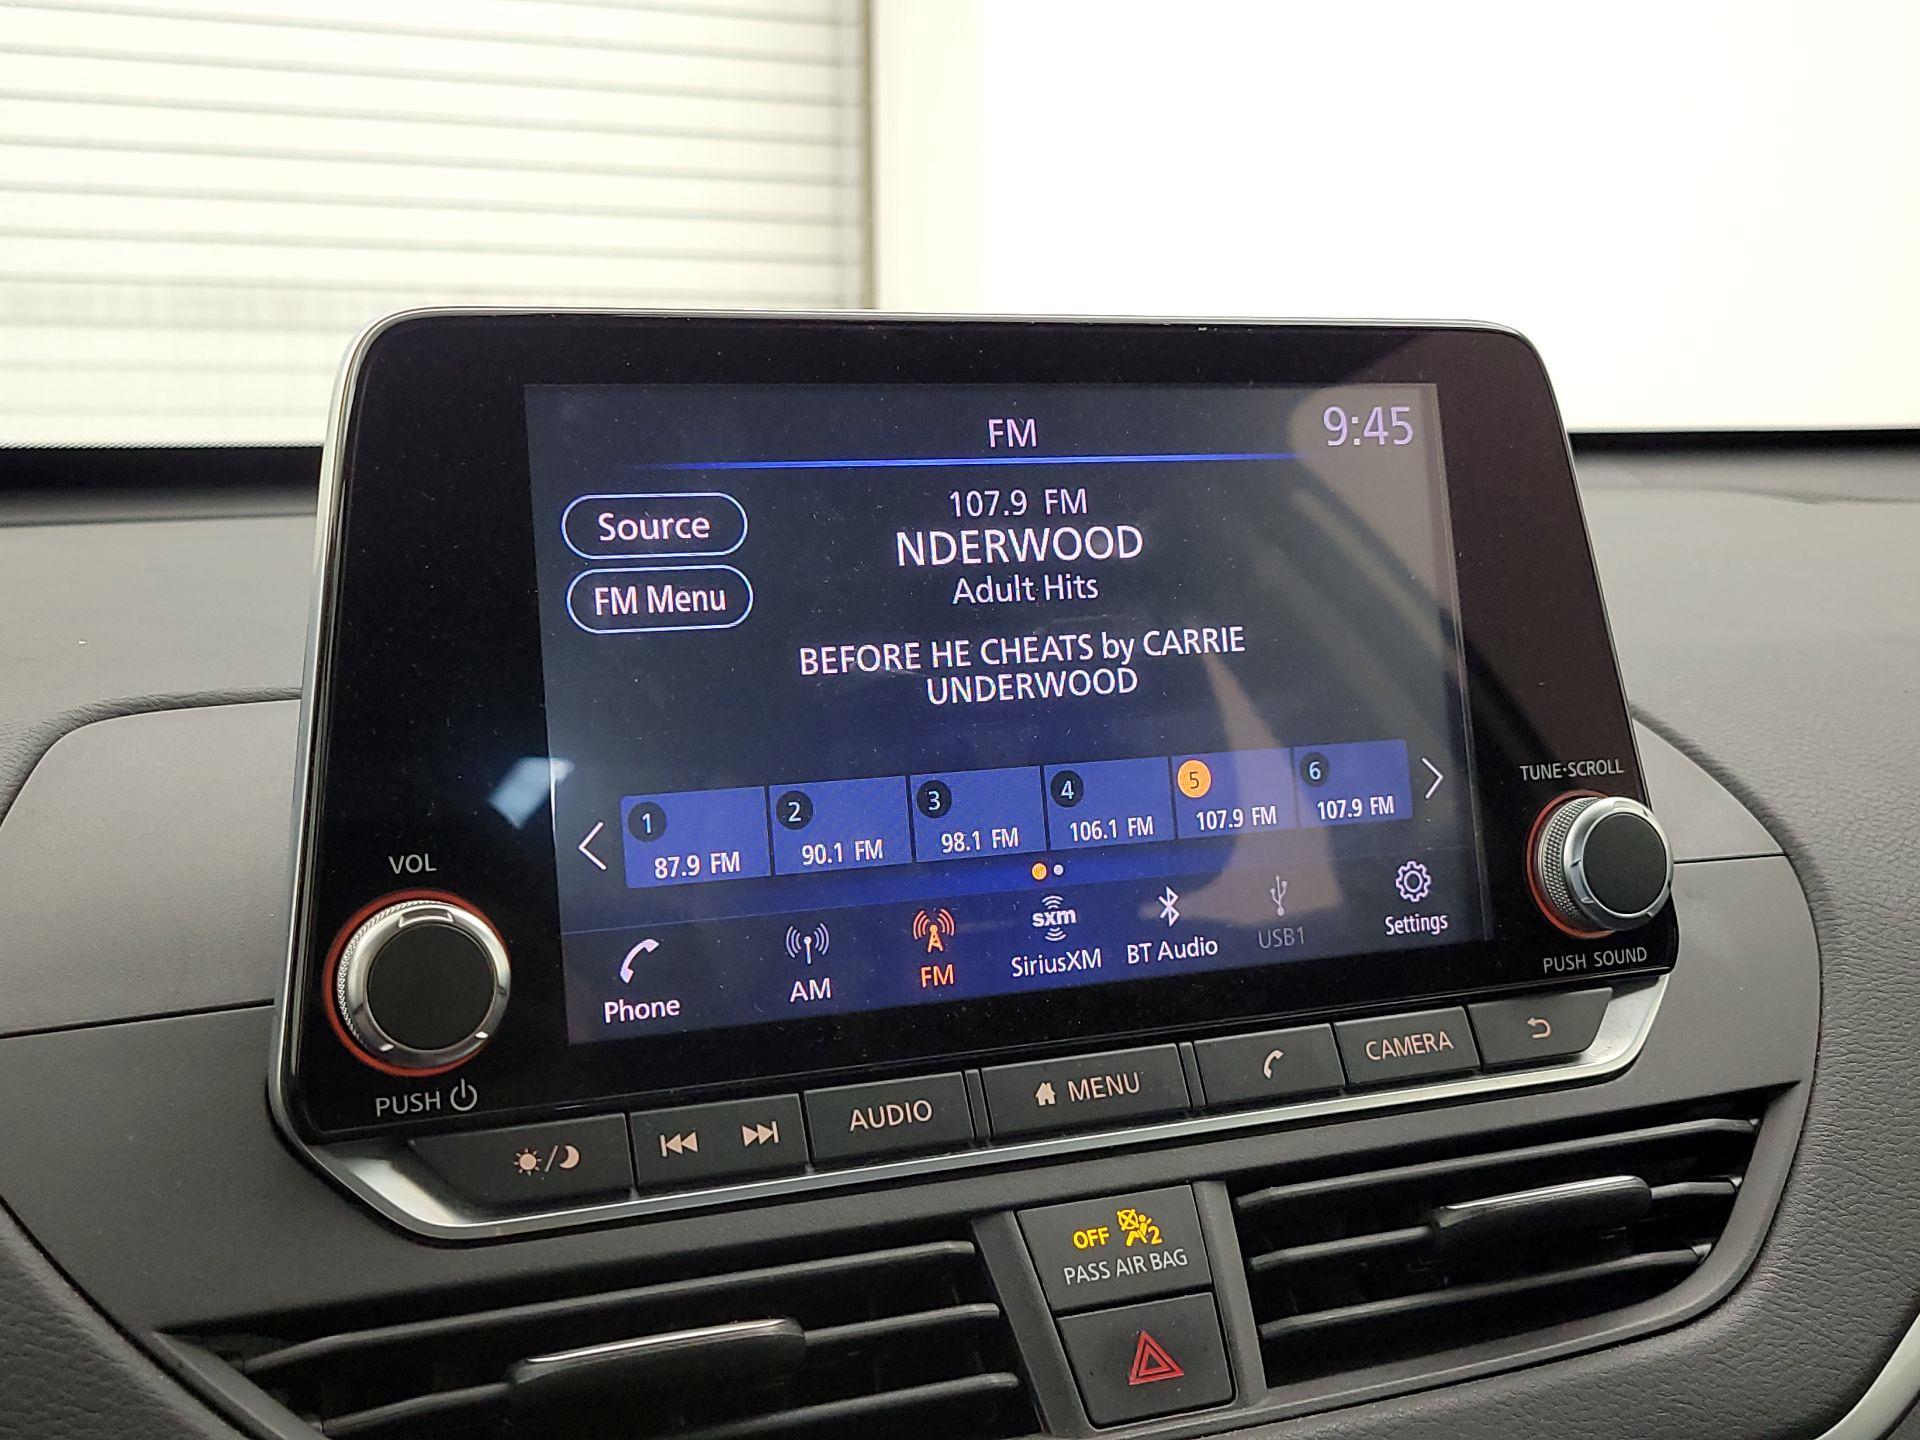 FM
9:45
Source
107.9 FM
NDERWOOD
FM Menu
Adult Hits
BEFORE HE CHEATS by CARRIE
UNDERWOOD
1
87.9 FM
2
90.1 FM
3
98.1 FM
4
106.1 FM
5
107.9 FM
6
107.9 FM
Phone
AM
FM
sxm
SiriusXM
BT Audio
USB1
Settings
VOL
PUSH
TUNE·SCROLL
PUSH SOUND
AUDIO
MENU
CAMERA
OFF 2
PASS AIR BAG